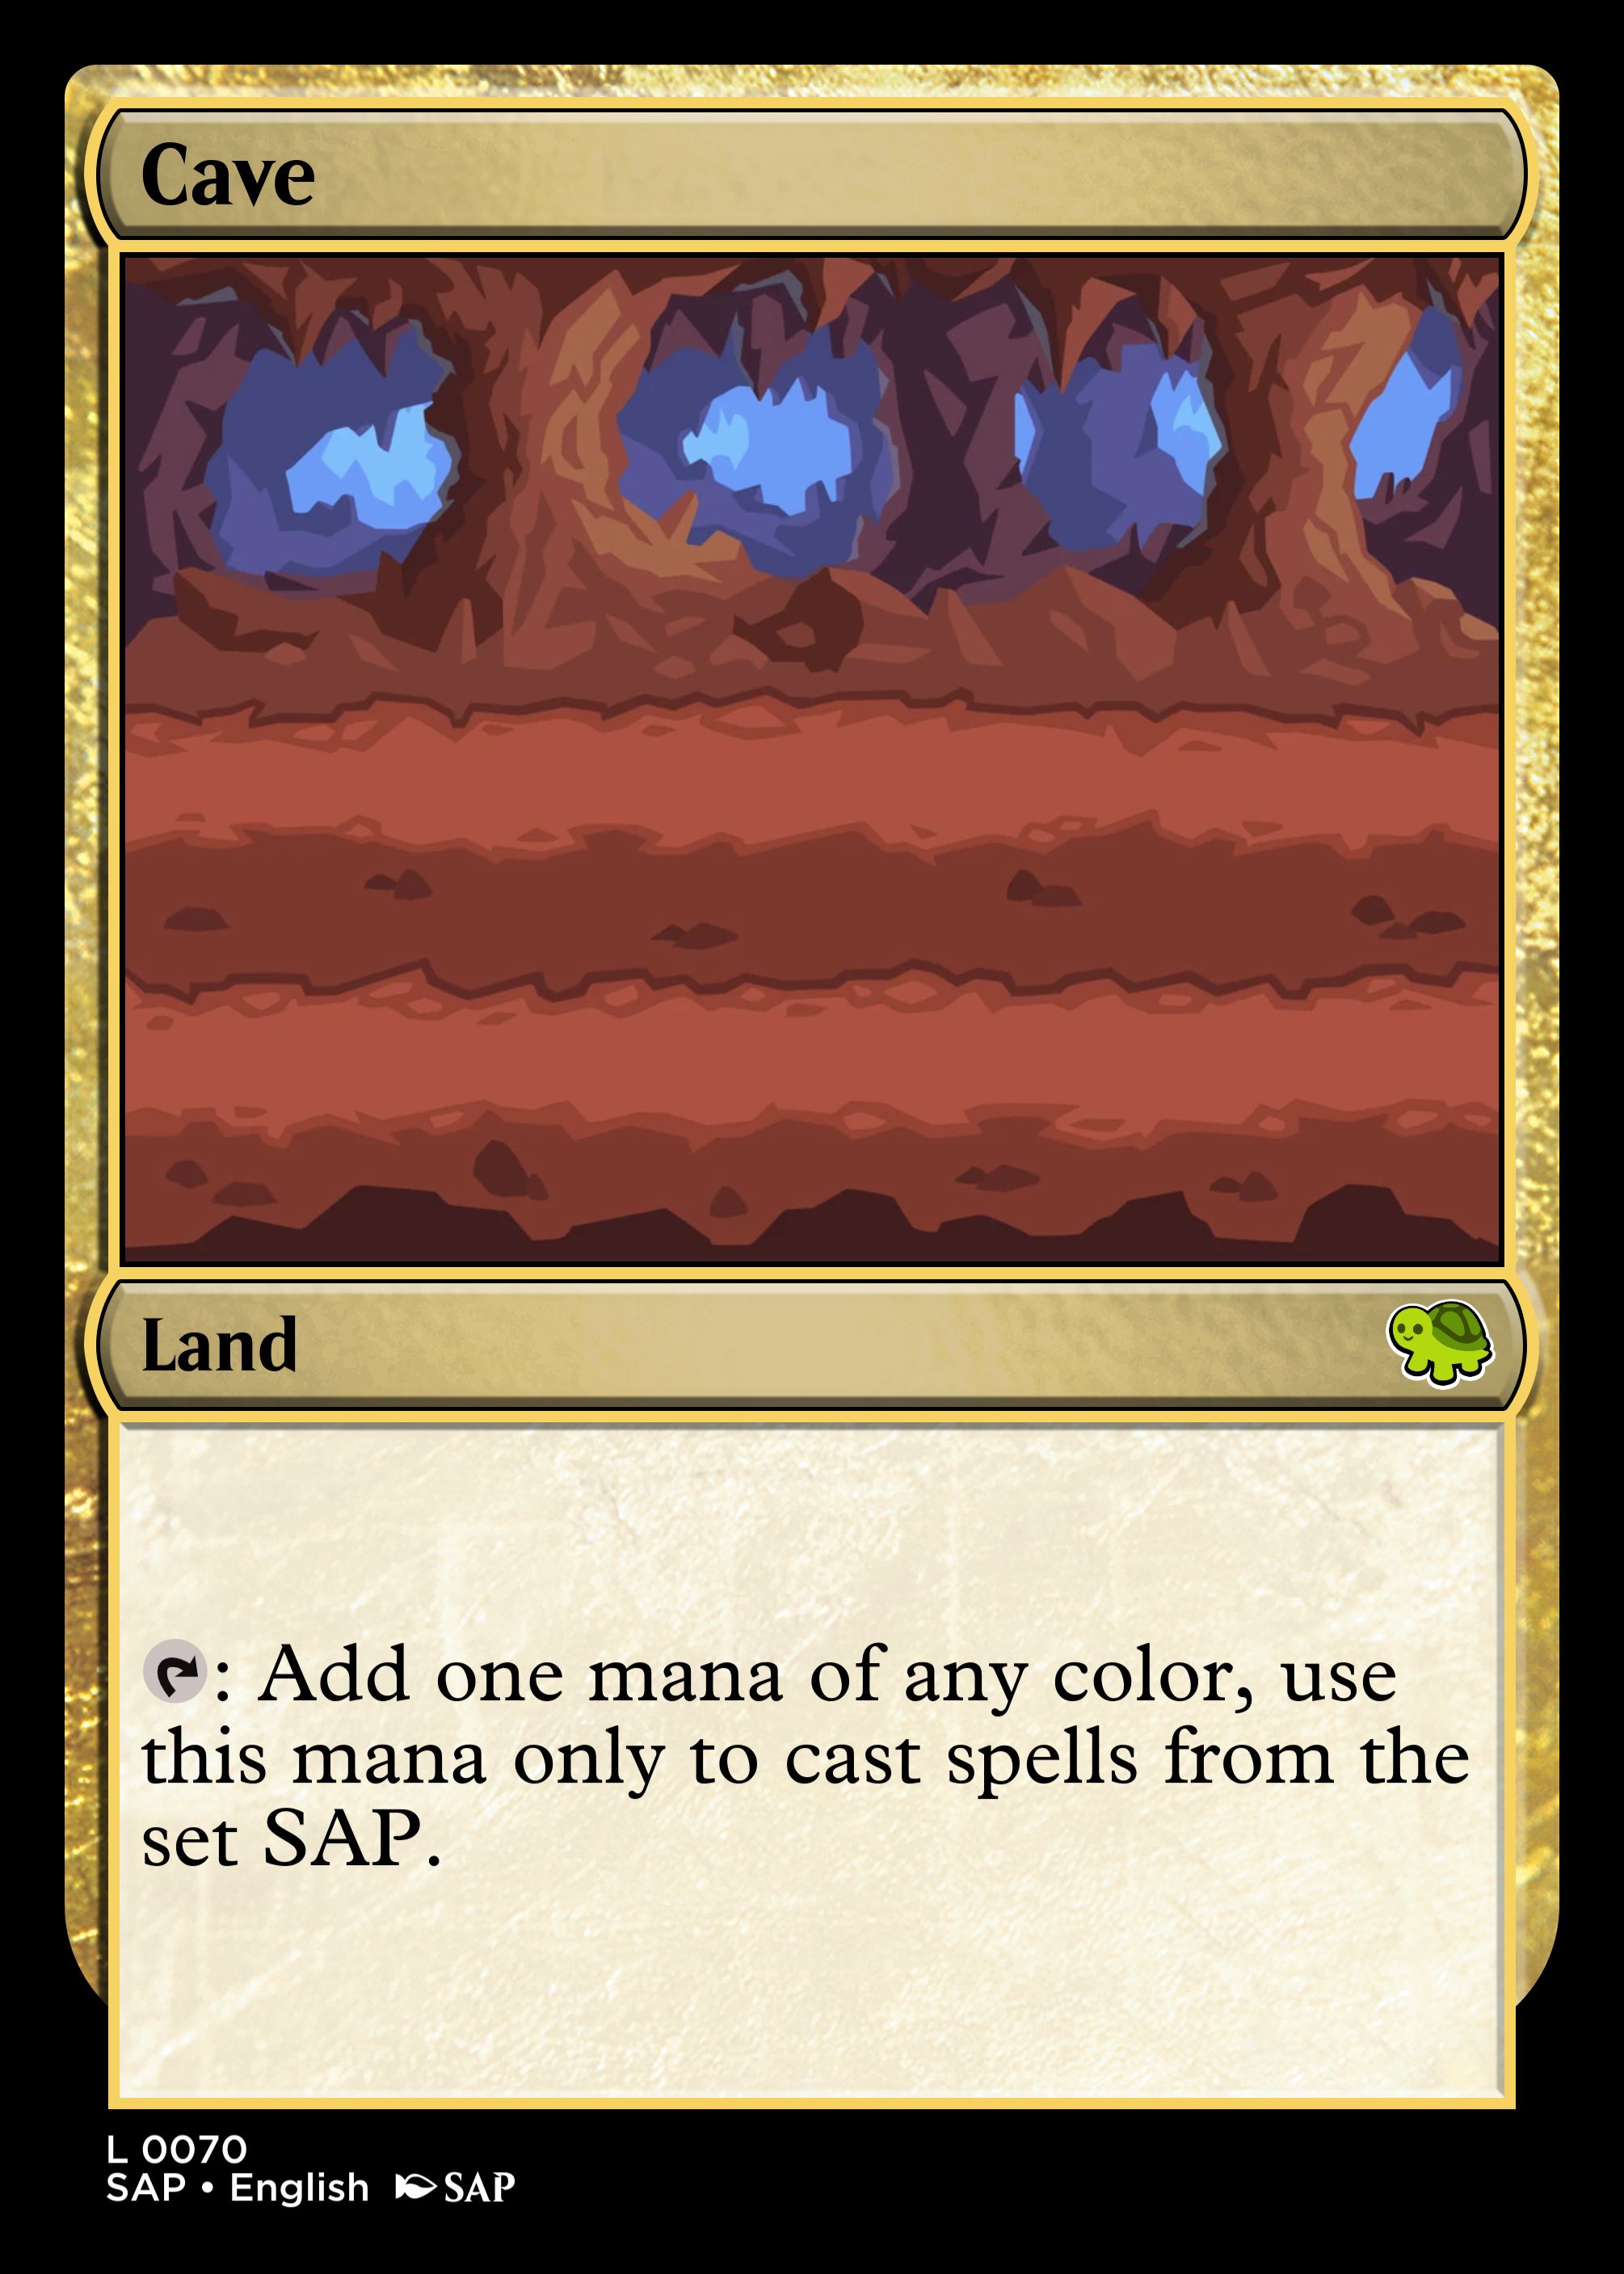 Cave
Land
: Add one mana of any color, use
this mana only to cast spells from the
set SAP.
L 0070
SAP • English SAP